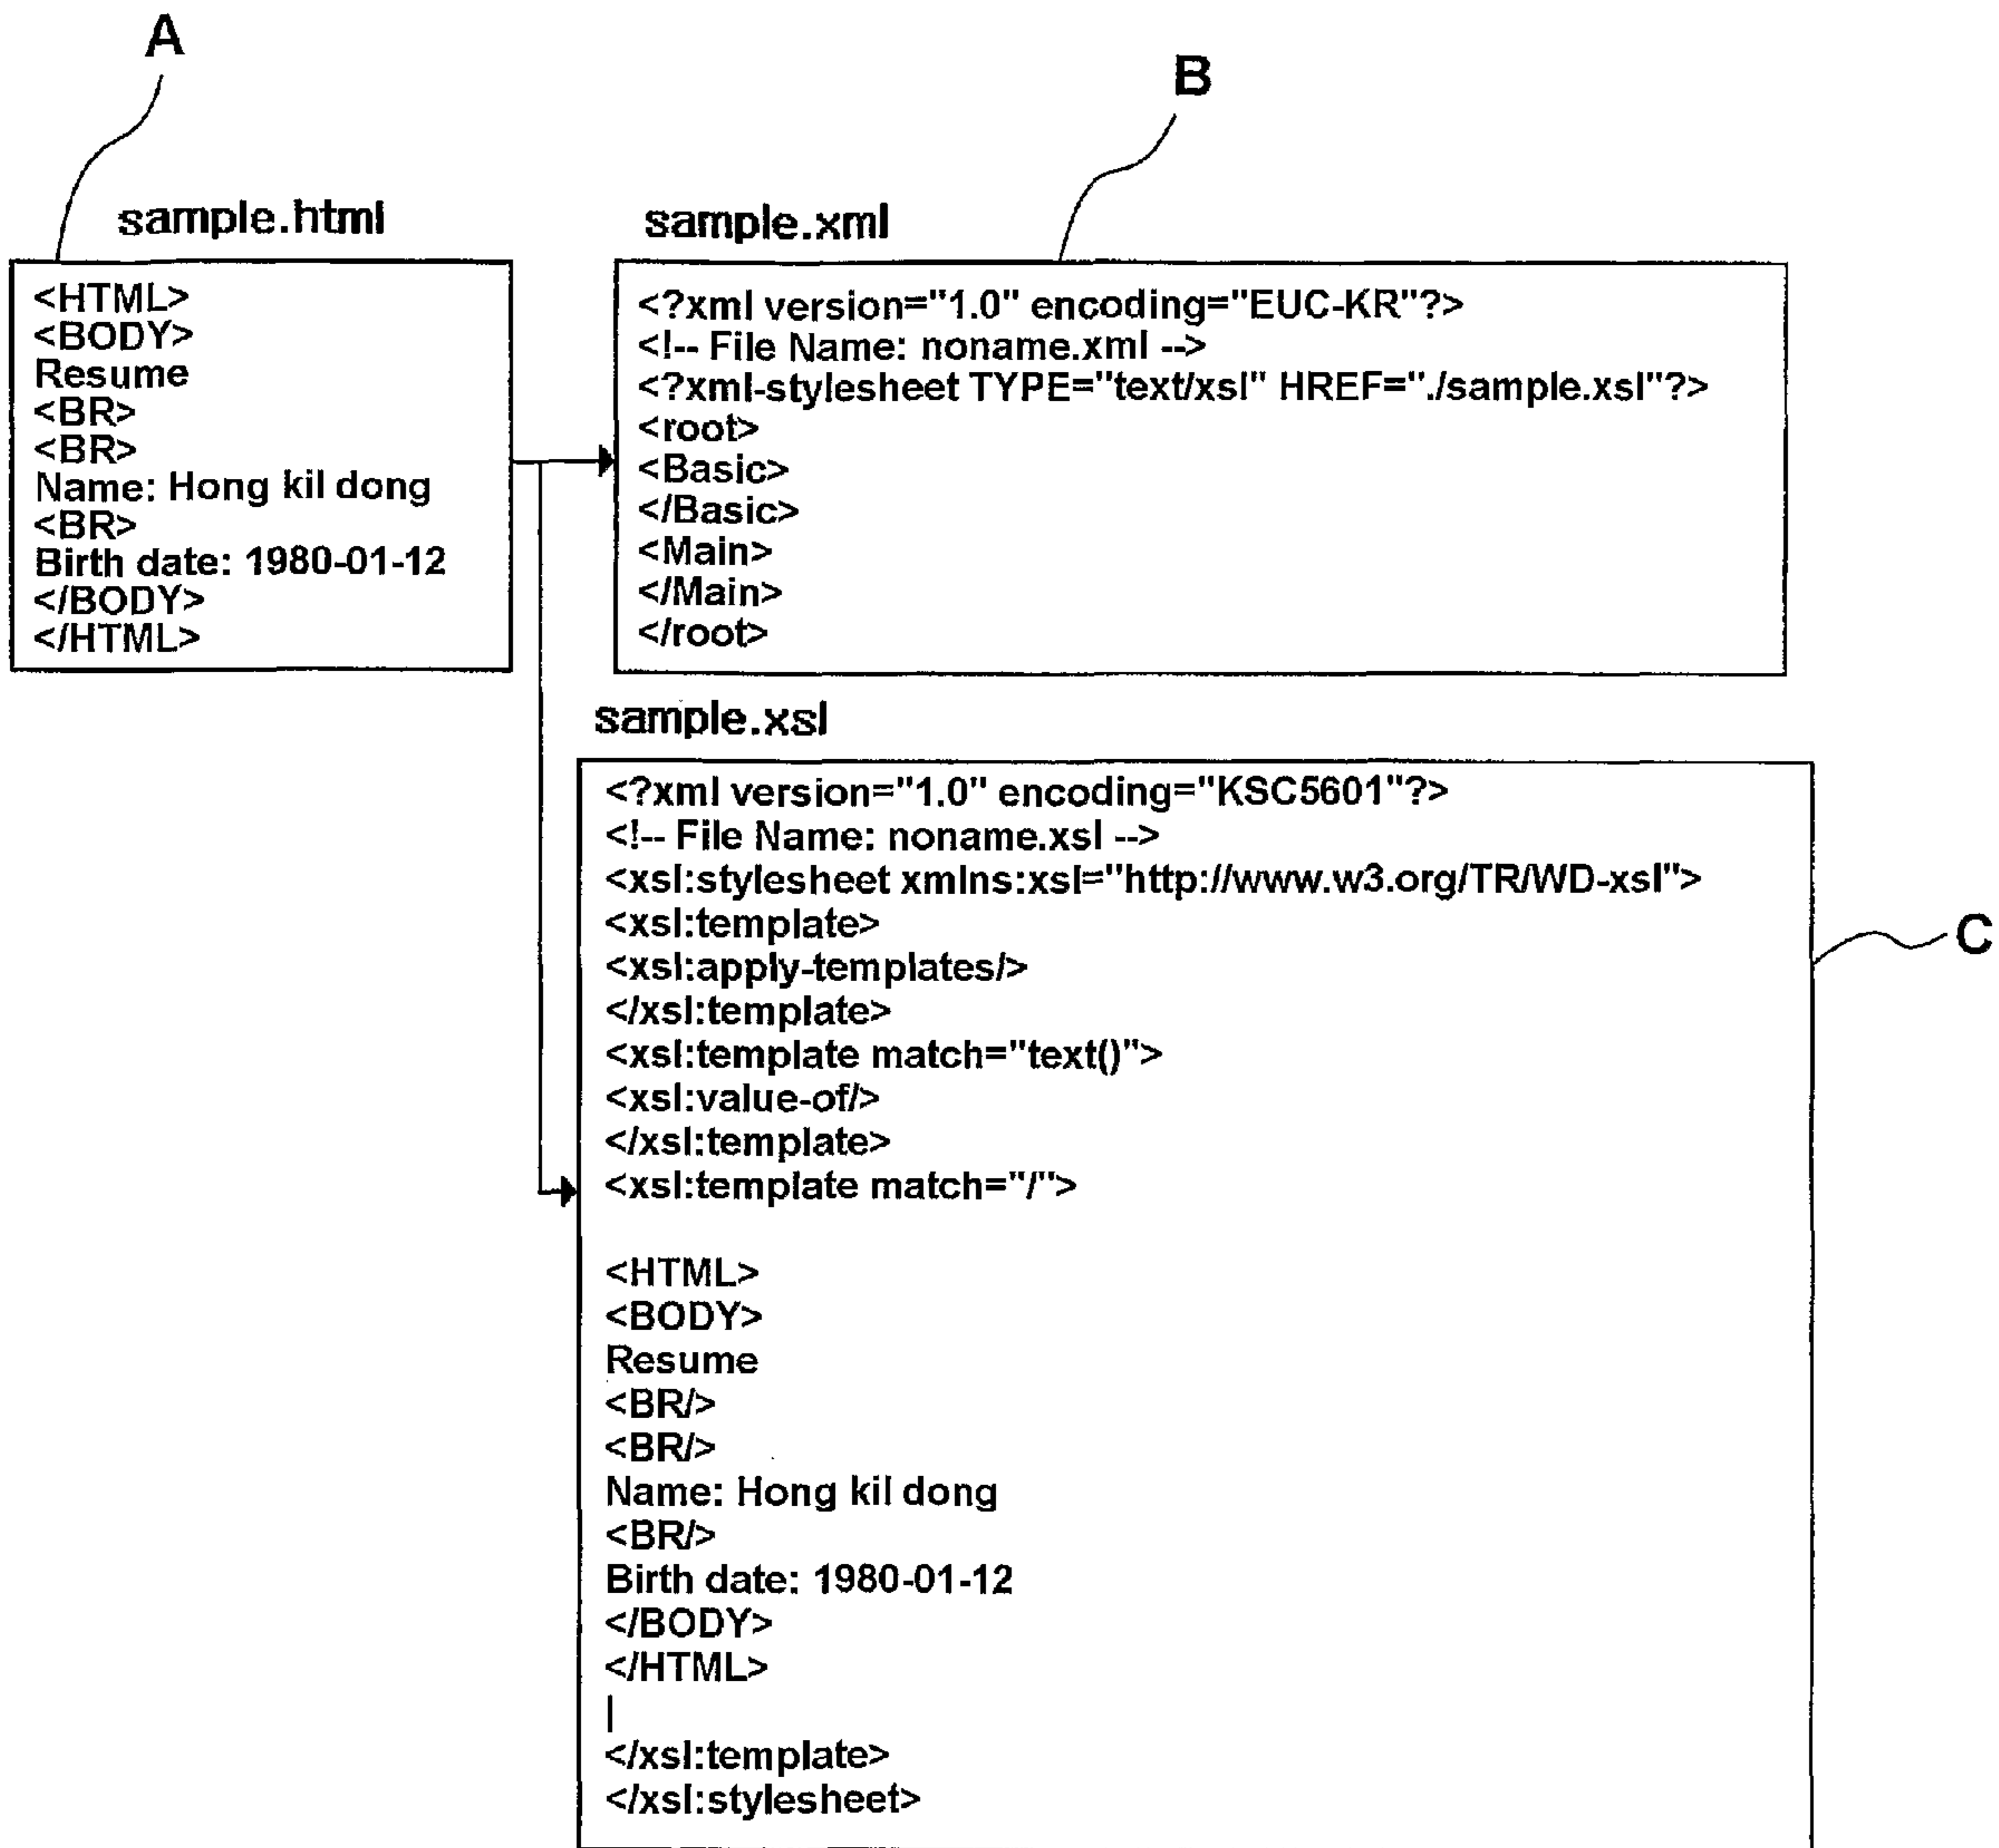 A
B
sample.html
<HTML>
<BODY>
Resume
<BR>
<BR>
Name: Hong kil dong
<BR>
Birth date: 1980-01-12
</BODY>
</HTML>
sample.xml
<?xml version="1.0" encoding="EUC-KR"?>
<!-- File Name: noname.xml -->
<?xml-stylesheet TYPE="text/xsl" HREF="./sample.xsl"?>
<root>
<Basic>
</Basic>
<Main>
</Main>
</root>
sample.xsl
<?xml version="1.0" encoding="KSC5601"?>
<!-- File Name: noname.xsl -->
<xsl:stylesheet xmlns:xsl="http://www.w3.org/TR/WD-xsl">
<xsl:template>
<xsl:apply-templates/>
</xsl:template>
<xsl:template match="text()">
<xsl:value-of/>
</xsl:template>
<xsl:template match="/">
<HTML>
<BODY>
Resume
<BR/>
<BR/>
Name: Hong kil dong
<BR/>
Birth date: 1980-01-12
</BODY>
</HTML>
|
</xsl:template>
</xsl:stylesheet>
C